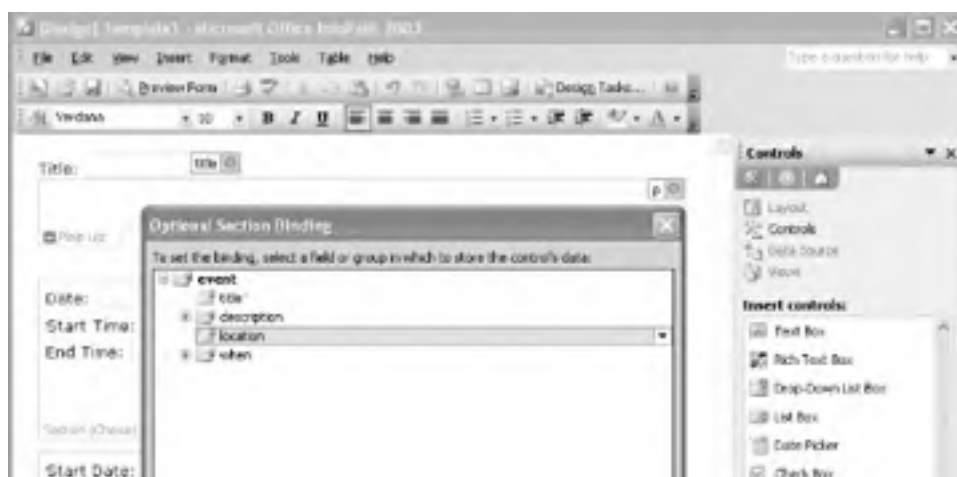 (Design) Template1 - Microsoft Office InfoPath 2003
File Edit View Insert Format Tools Table Help
Type a question for help
Preview Form
Design Tasks...
Verdana 10 B I U
Title:
title
p
Controls
Layout
Controls
Data Source
Views
Optional Section Binding
To set the binding, select a field or group in which to store the control's data:
event
title
description
location
when
Date:
Start Time:
End Time:
Start Date:
Insert controls:
Text Box
Rich Text Box
Drop-Down List Box
List Box
Date Picker
Check Box